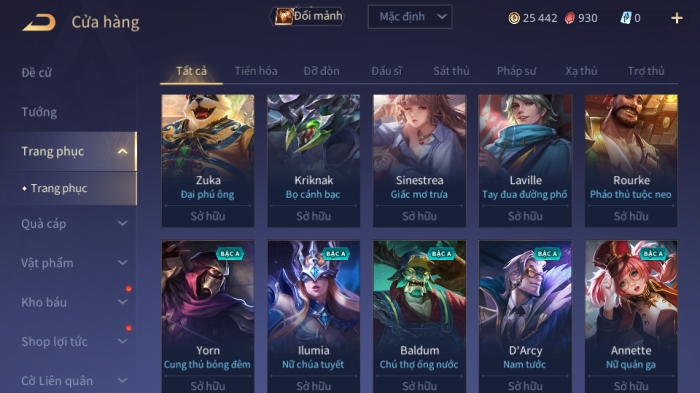 Cửa hàng
Đổi mảnh
Mặc định
25 442
930
0
Đề cử
Tướng
Trang phục
Trang phục
Quà cáp
Vật phẩm
Kho báu
Shop lợi tức
Cờ Liên quân
Tất cả
Tiến hóa
Đỡ đòn
Đấu sĩ
Sát thủ
Pháp sư
Xạ thủ
Trợ thủ
Zuka
Đại phú ông
Sở hữu
Kriknak
Bọ cánh bạc
Sở hữu
Sinestrea
Giấc mơ trưa
Sở hữu
Laville
Tay đua đường phố
Sở hữu
Rourke
Pháo thủ tuộc neo
Sở hữu
Yorn
Cung thủ bóng đêm
Sở hữu
BẬC A
Ilumia
Nữ chúa tuyết
Sở hữu
BẬC A
Baldum
Chú thợ ống nước
Sở hữu
BẬC A
D'Arcy
Nam tước
Sở hữu
BẬC A
Annette
Nữ quản ga
Sở hữu
BẬC A